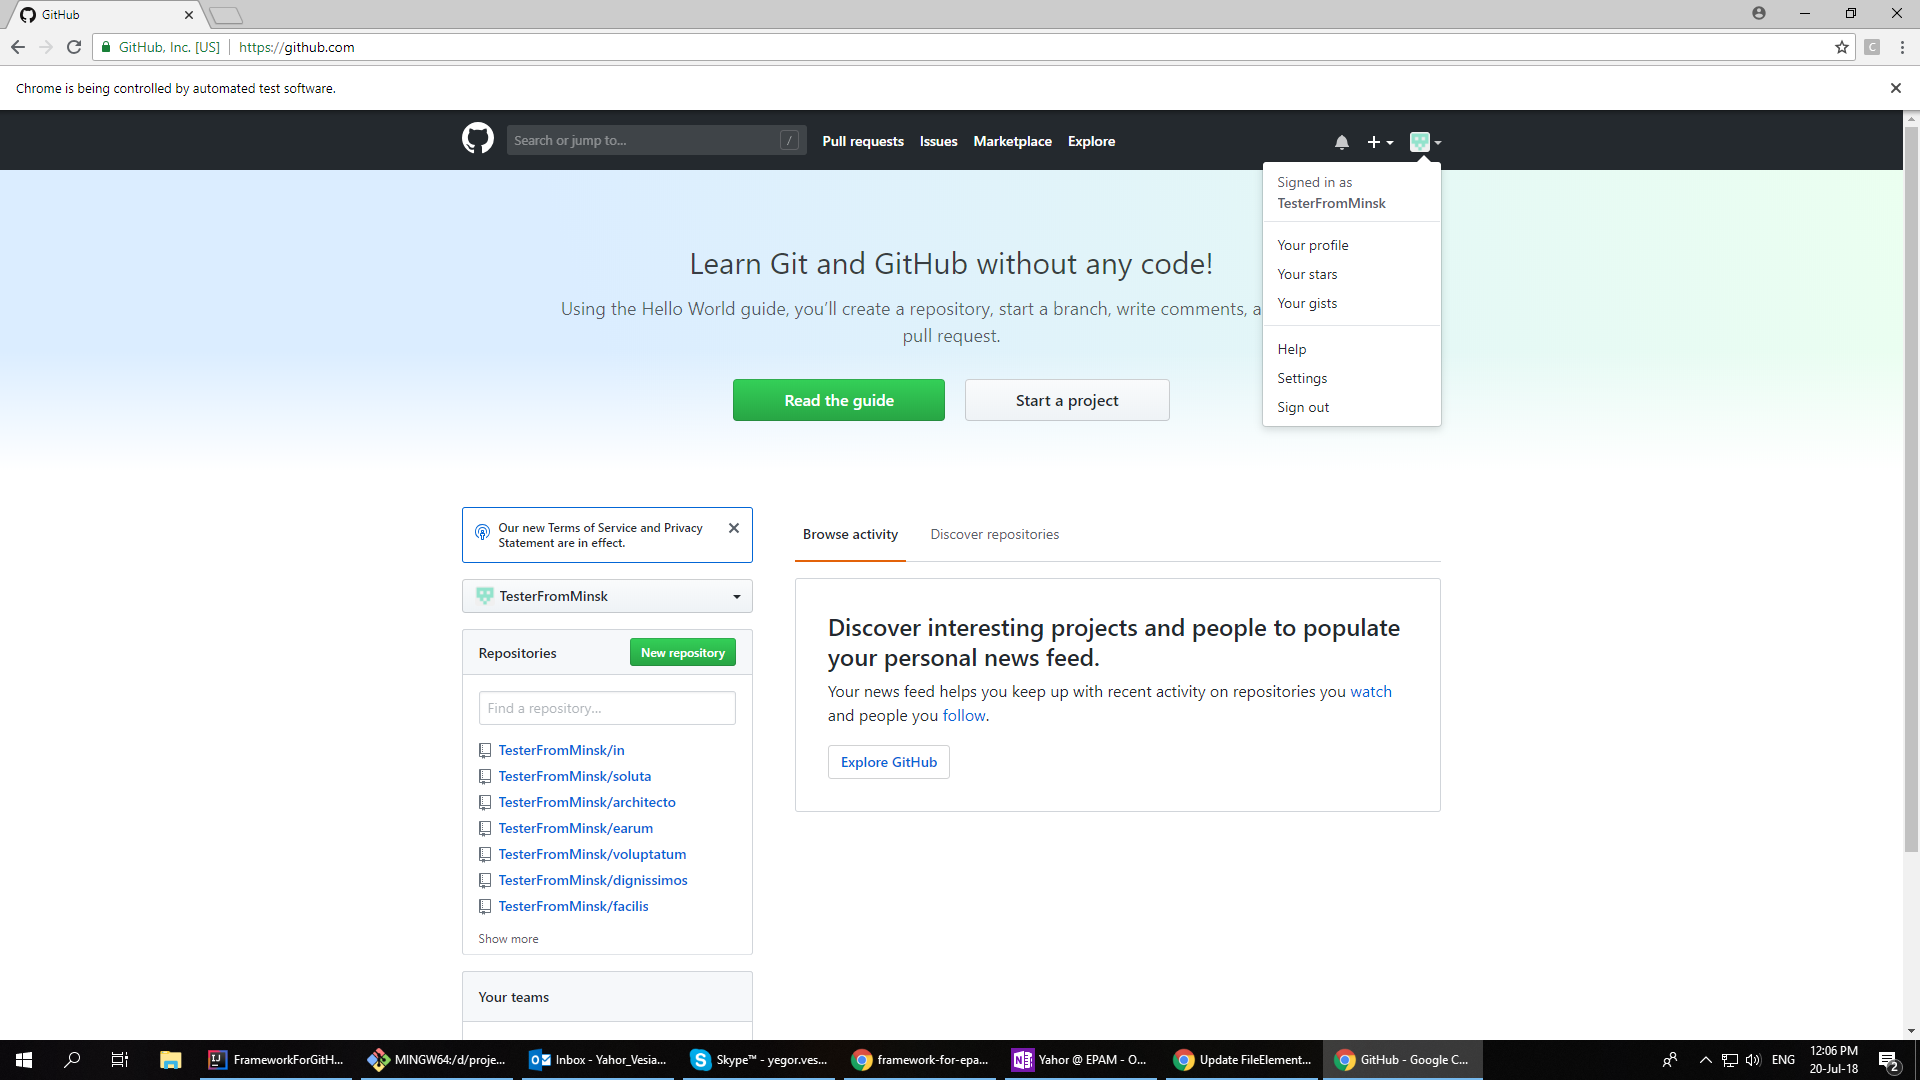 GitHub
GitHub, Inc. [US]
https://github.com
C
Chrome is being controlled by automated test software.
Search or jump to... /
Pull requests
Issues
Marketplace
Explore
Signed in as
TesterFromMinsk
Your profile
Your stars
Your gists
Help
Settings
Sign out
Learn Git and GitHub without any code!
Using the Hello World guide, you’ll create a repository, start a branch, write comments, a
pull request.
Read the guide
Start a project
Our new Terms of Service and Privacy
Statement are in effect.
TesterFromMinsk
Repositories
New repository
Find a repository...
TesterFromMinsk/in
TesterFromMinsk/soluta
TesterFromMinsk/architecto
TesterFromMinsk/earum
TesterFromMinsk/voluptatum
TesterFromMinsk/dignissimos
TesterFromMinsk/facilis
Show more
Your teams
Browse activity
Discover repositories
Discover interesting projects and people to populate
your personal news feed.
Your news feed helps you keep up with recent activity on repositories you watch
and people you follow.
Explore GitHub
FrameworkForGitH...
MINGW64:/d/proje...
Inbox - Yahor_Vesia...
Skype™ - yegor.ves...
framework-for-epa...
Yahor @ EPAM - O...
Update FileElement...
GitHub - Google C...
ENG
12:06 PM
20-Jul-18
2